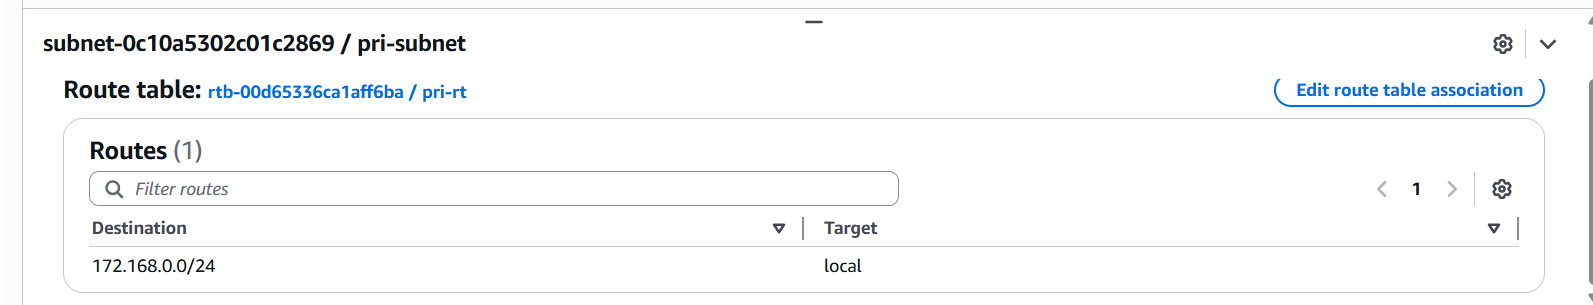 subnet-0c10a5302c01c2869 / pri-subnet
Route table: rtb-00d65336ca1aff6ba / pri-rt
Edit route table association
Routes (1)
Filter routes
1
Destination Target
172.168.0.0/24 local